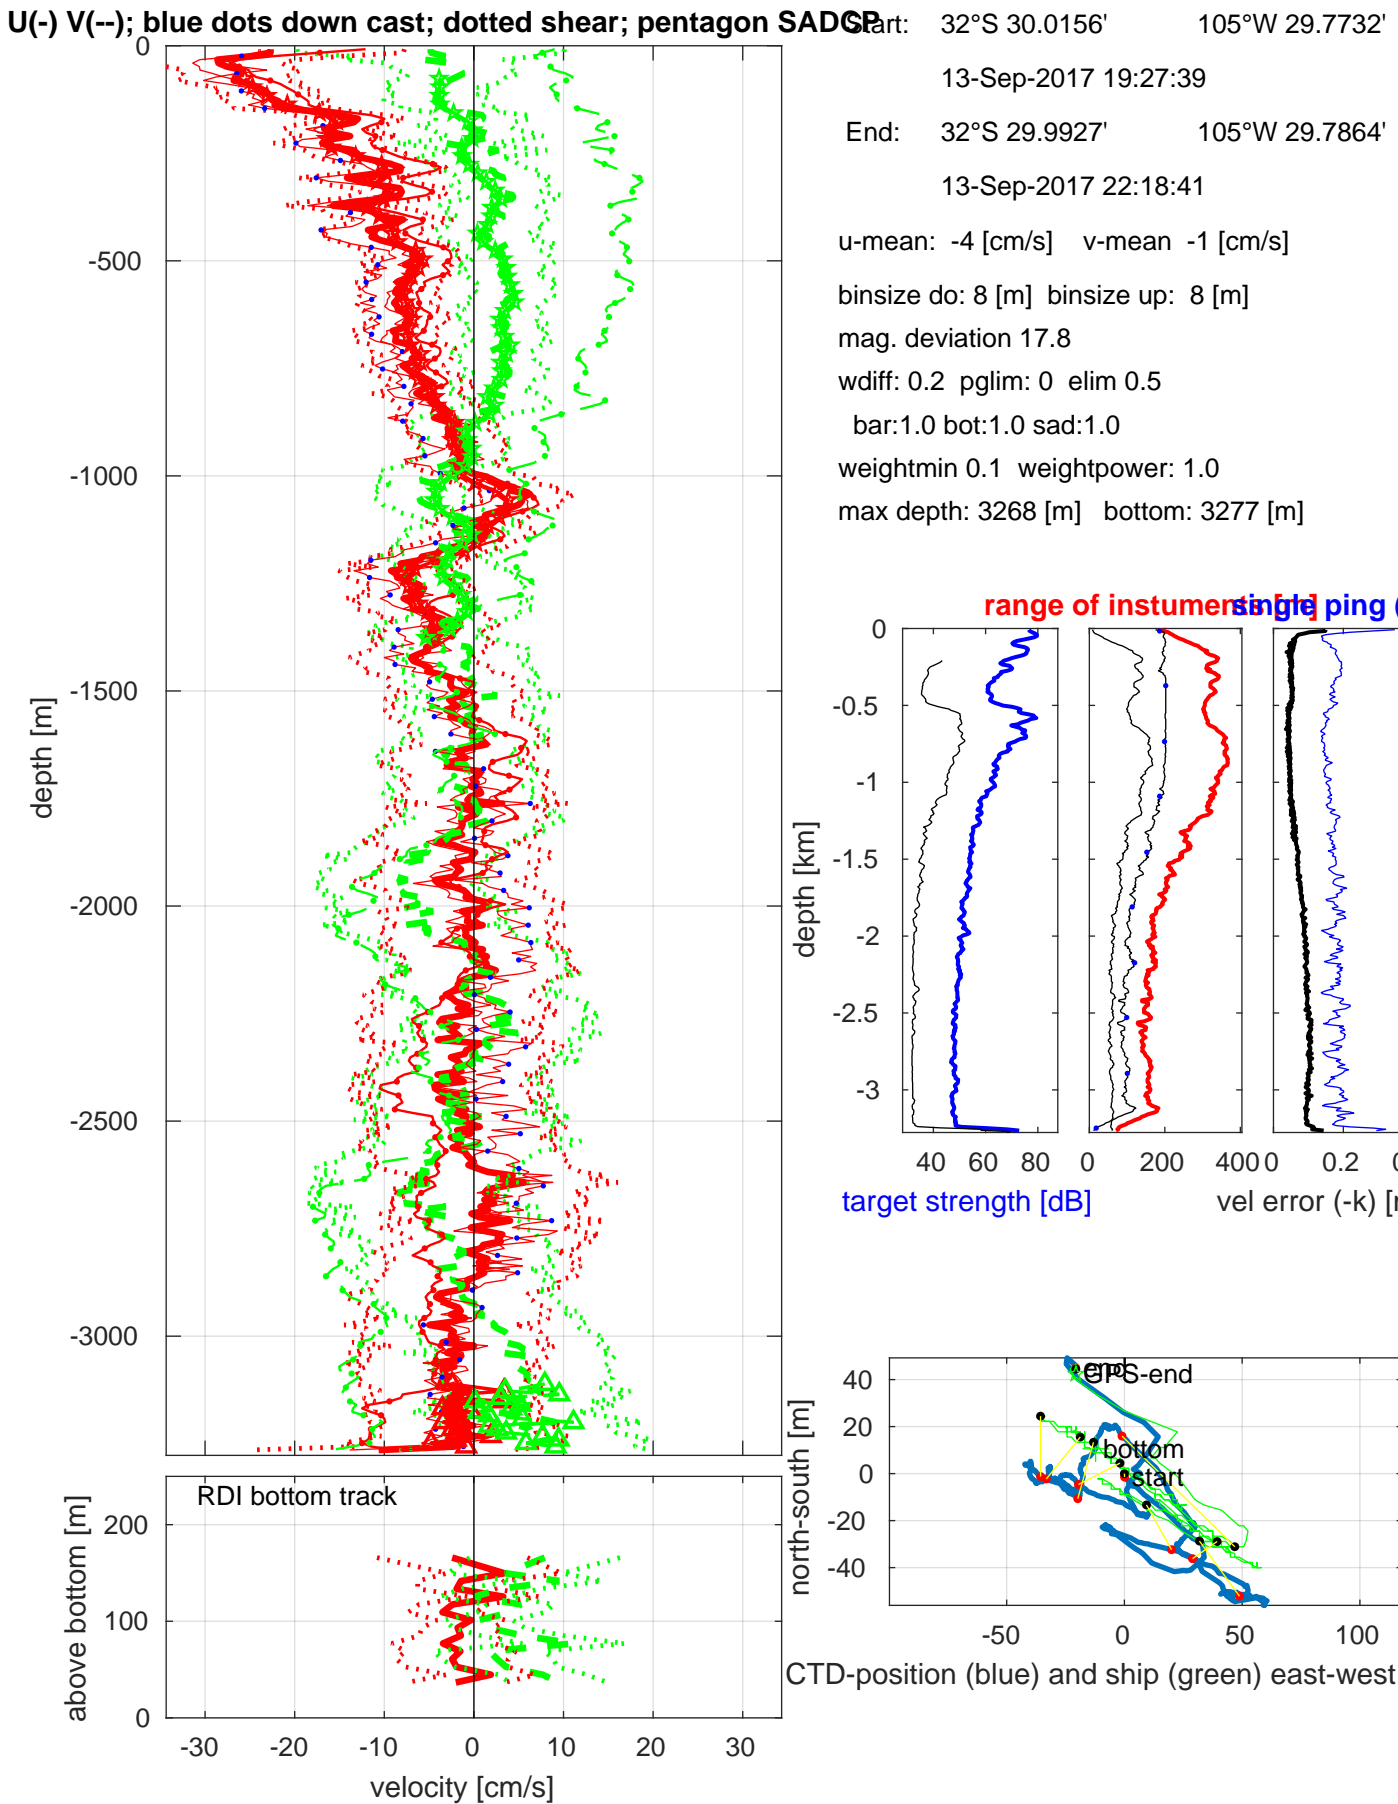 U(-) V(--); blue dots down cast; dotted shear; pentagon SADCP
Start: 32°S 30.0156' 105°W 29.7732'
13-Sep-2017 19:27:39
End: 32°S 29.9927' 105°W 29.7864'
13-Sep-2017 22:18:41
u-mean: -4 [cm/s] v-mean -1 [cm/s]
binsize do: 8 [m] binsize up: 8 [m]
mag. deviation 17.8
wdiff: 0.2 pglim: 0 elim 0.5
bar:1.0 bot:1.0 sad:1.0
weightmin 0.1 weightpower: 1.0
max depth: 3268 [m] bottom: 3277 [m]
0
-500
-1000
-1500
-2000
-2500
-3000
depth [m]
RDI bottom track
200
100
0
above bottom [m]
-30 -20 -10 0 10 20 30
velocity [cm/s]
range of instuments [m]
single ping (
0
-0.5
-1
-1.5
-2
-2.5
-3
depth [km]
40 60 80
target strength [dB]
0 200 400
0 0.2
vel error (-k) [
40
20
0
-20
-40
north-south [m]
end
GPS-end
bottom
start
-50 0 50 100
CTD-position (blue) and ship (green) east-west